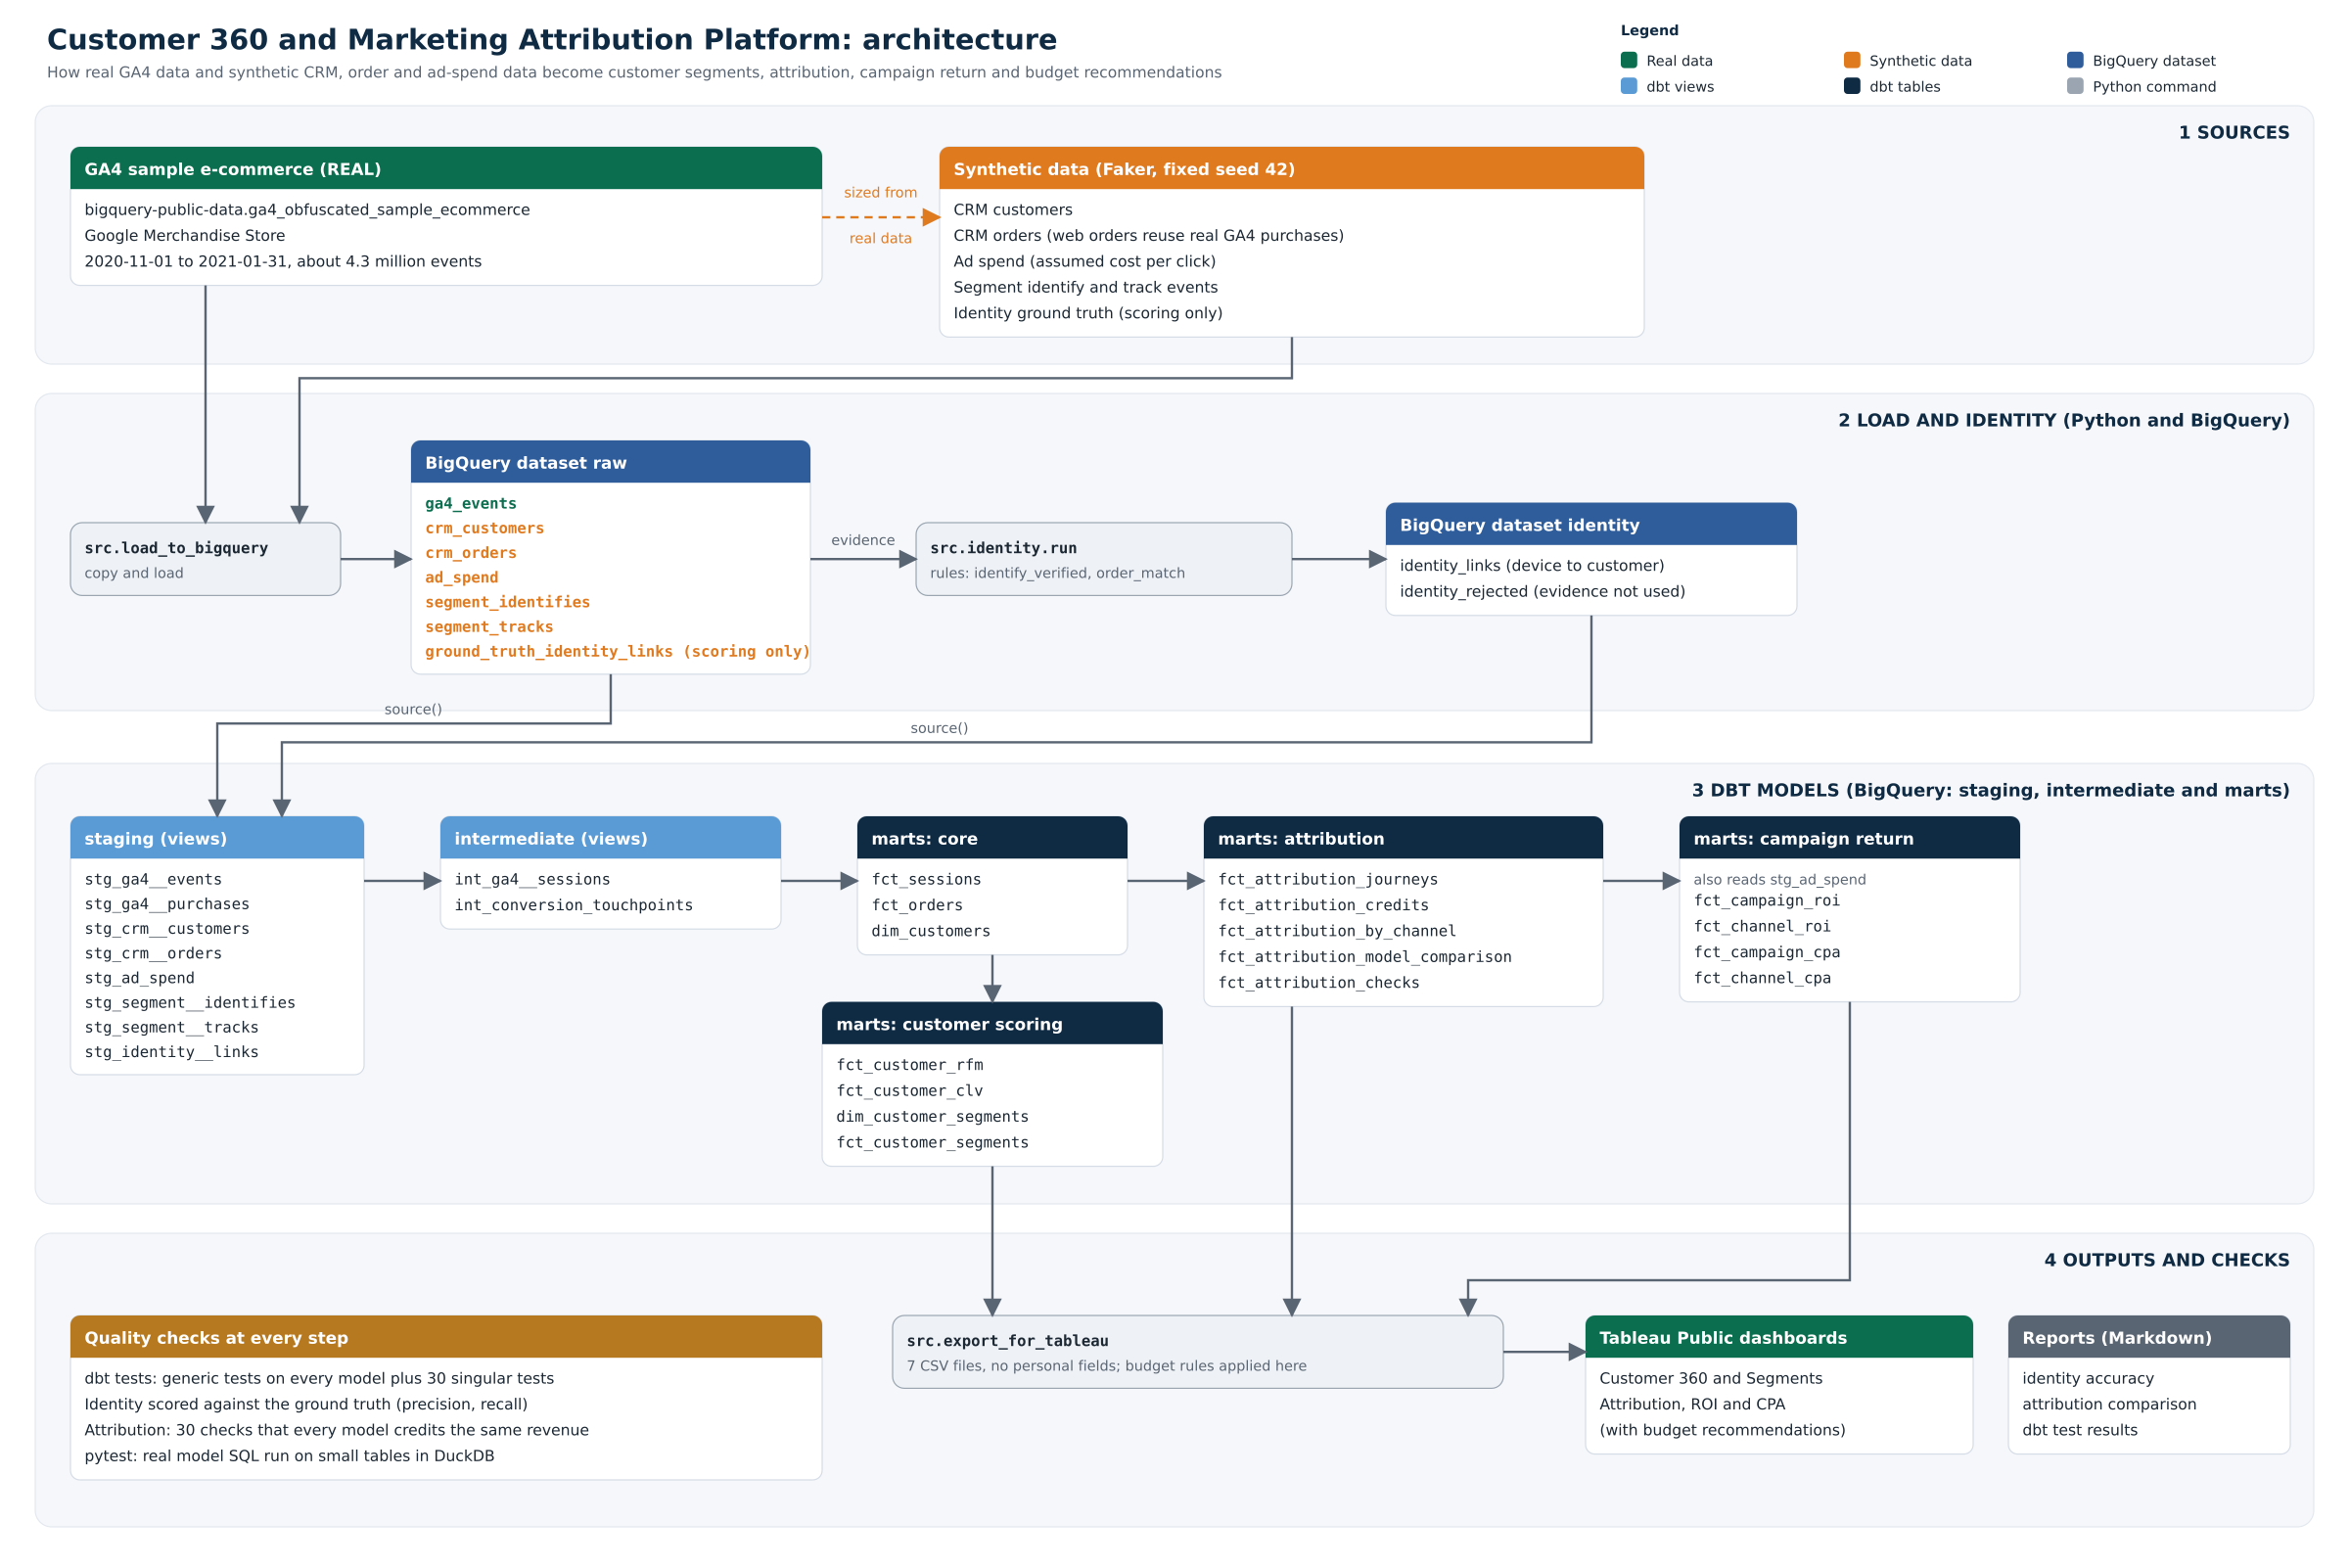 Customer 360 and Marketing Attribution Platform: architecture
How real GA4 data and synthetic CRM, order and ad-spend data become customer segments, attribution, campaign return and budget recommendations
Legend
Real data
Synthetic data
BigQuery dataset
dbt views
dbt tables
Python command
1 SOURCES
GA4 sample e-commerce (REAL)
bigquery-public-data.ga4_obfuscated_sample_ecommerce
Google Merchandise Store
2020-11-01 to 2021-01-31, about 4.3 million events
sized from
real data
Synthetic data (Faker, fixed seed 42)
CRM customers
CRM orders (web orders reuse real GA4 purchases)
Ad spend (assumed cost per click)
Segment identify and track events
Identity ground truth (scoring only)
2 LOAD AND IDENTITY (Python and BigQuery)
src.load_to_bigquery
copy and load
BigQuery dataset raw
ga4_events
crm_customers
crm_orders
ad_spend
segment_identifies
segment_tracks
ground_truth_identity_links (scoring only)
evidence
src.identity.run
rules: identify_verified, order_match
BigQuery dataset identity
identity_links (device to customer)
identity_rejected (evidence not used)
source()
source()
3 DBT MODELS (BigQuery: staging, intermediate and marts)
staging (views)
stg_ga4__events
stg_ga4__purchases
stg_crm__customers
stg_crm__orders
stg_ad_spend
stg_segment__identifies
stg_segment__tracks
stg_identity__links
intermediate (views)
int_ga4__sessions
int_conversion_touchpoints
marts: core
fct_sessions
fct_orders
dim_customers
marts: customer scoring
fct_customer_rfm
fct_customer_clv
dim_customer_segments
fct_customer_segments
marts: attribution
fct_attribution_journeys
fct_attribution_credits
fct_attribution_by_channel
fct_attribution_model_comparison
fct_attribution_checks
marts: campaign return
also reads stg_ad_spend
fct_campaign_roi
fct_channel_roi
fct_campaign_cpa
fct_channel_cpa
4 OUTPUTS AND CHECKS
Quality checks at every step
dbt tests: generic tests on every model plus 30 singular tests
Identity scored against the ground truth (precision, recall)
Attribution: 30 checks that every model credits the same revenue
pytest: real model SQL run on small tables in DuckDB
src.export_for_tableau
7 CSV files, no personal fields; budget rules applied here
Tableau Public dashboards
Customer 360 and Segments
Attribution, ROI and CPA
(with budget recommendations)
Reports (Markdown)
identity accuracy
attribution comparison
dbt test results